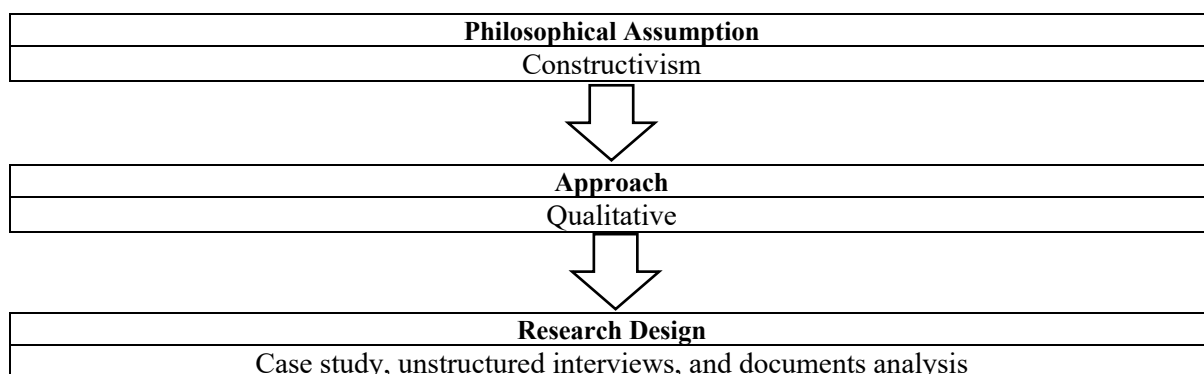 Philosophical Assumption
Constructivism
Approach
Qualitative
Research Design
Case study, unstructured interviews, and documents analysis